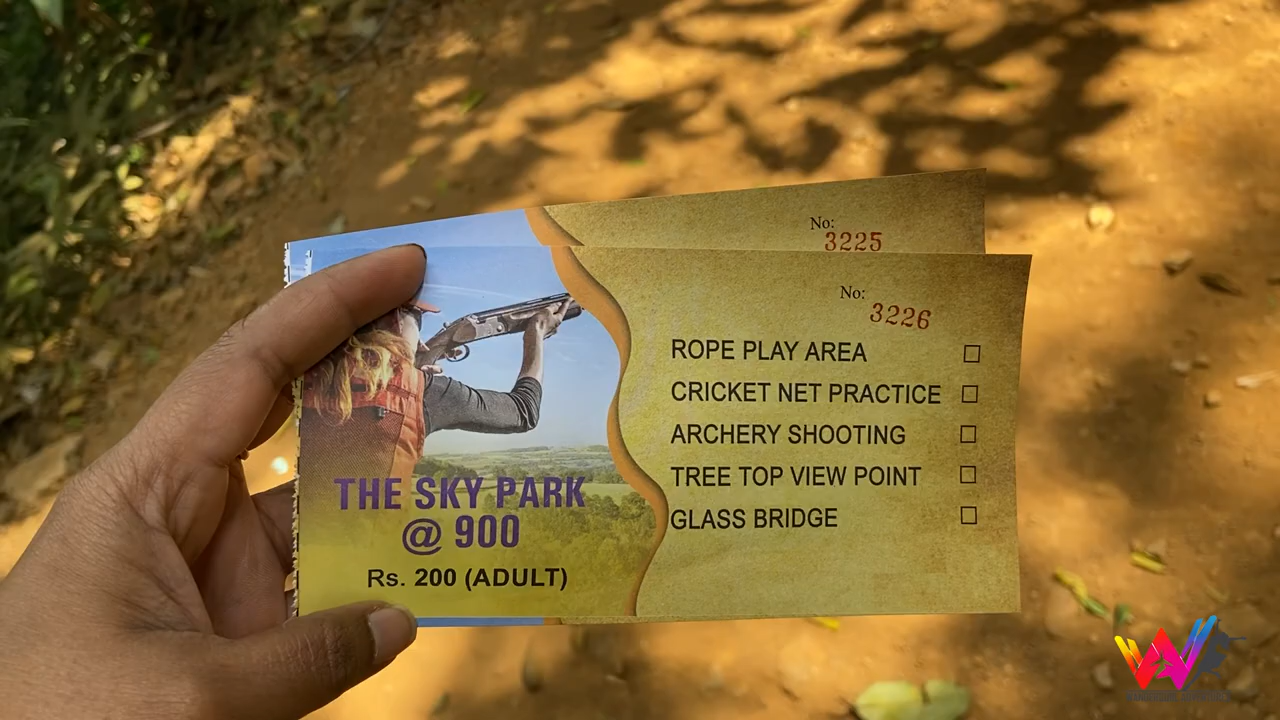 No:
3225
No:
3226
ROPE PLAY AREA
CRICKET NET PRACTICE
ARCHERY SHOOTING
TREE TOP VIEW POINT
GLASS BRIDGE
THE SKY PARK
@ 900
Rs. 200 (ADULT)